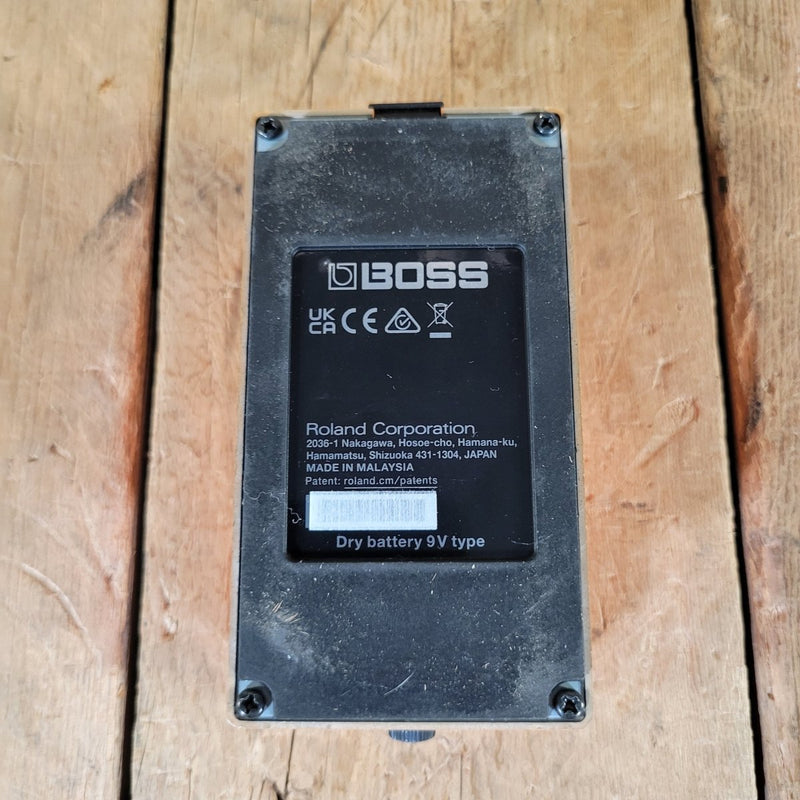 BOSS
UK
CA CE
Roland Corporation
2036-1 Nakagawa, Hosoe-cho, Hamana-ku,
Hamamatsu, Shizuoka 431-1304, JAPAN
MADE IN MALAYSIA
Patent: roland.cm/patents
Dry battery 9V type